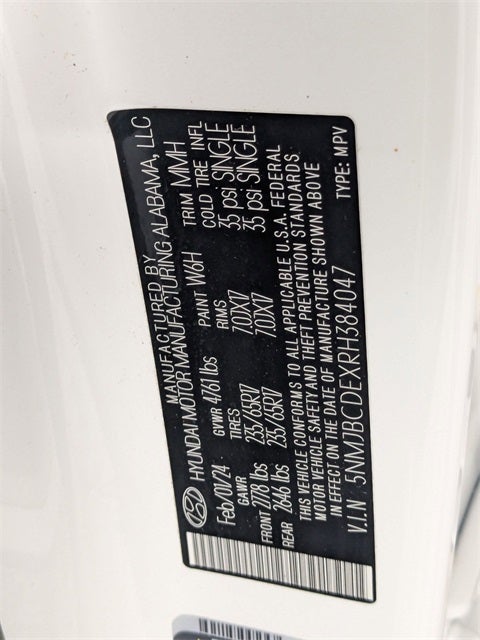 MANUFACTURED BY
HYUNDAI MOTOR MANUFACTURING ALABAMA, LLC
Feb/01/24 GVWR 4761 lbs PAINT W6H TRIM MMH
GAWR TIRES RIMS COLD TIRE INFL
FRONT 2778 lbs 235/65R17 7.0JX17 35 psi SINGLE
REAR 2646 lbs 235/65R17 7.0JX17 35 psi SINGLE
THIS VEHICLE CONFORMS TO ALL APPLICABLE U.S.A. FEDERAL
MOTOR VEHICLE SAFETY AND THEFT PREVENTION STANDARDS
IN EFFECT ON THE DATE OF MANUFACTURE SHOWN ABOVE
V.I.N 5NMJBCDEXRH384047 TYPE: MPV